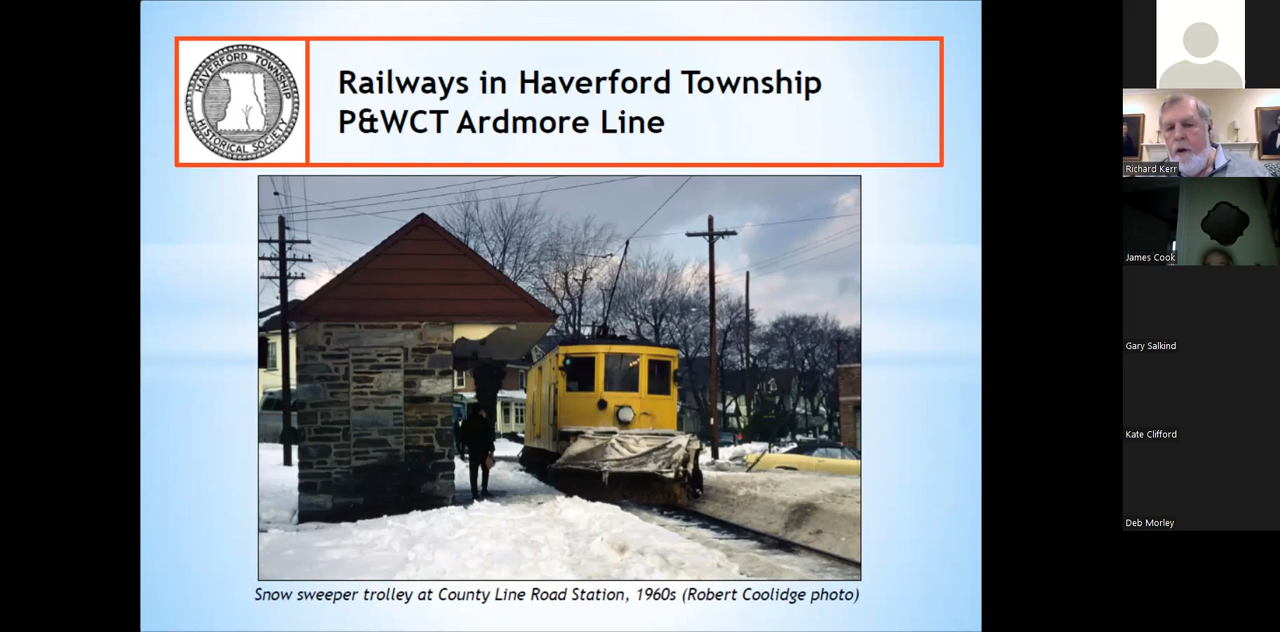 HAVERFORD TOWNSHIP
HISTORICAL SOCIETY
Railways in Haverford Township
P&WCT Ardmore Line
Snow sweeper trolley at County Line Road Station, 1960s (Robert Coolidge photo)
Richard Kerr
James Cook
Gary Salkind
Kate Clifford
Deb Morley